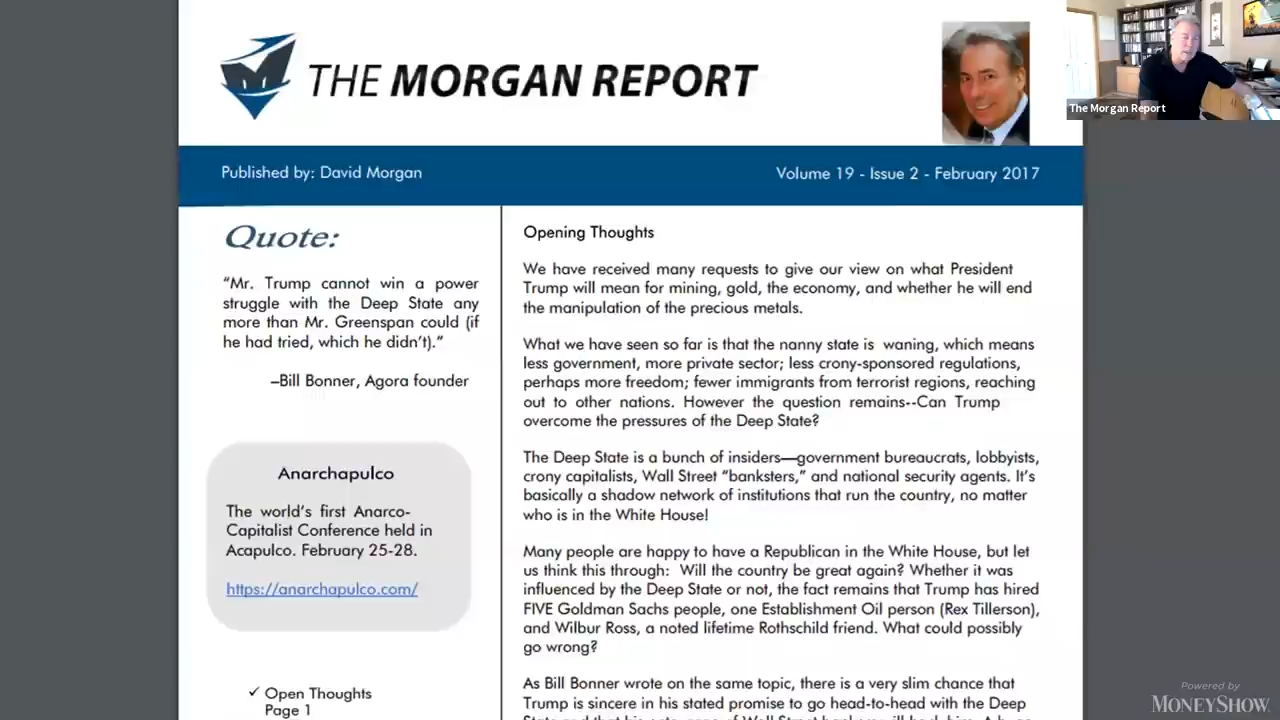 THE MORGAN REPORT
The Morgan Report
Published by: David Morgan
Volume 19 - Issue 2 - February 2017
Quote:
“Mr. Trump cannot win a power
struggle with the Deep State any
more than Mr. Greenspan could (if
he had tried, which he didn’t).”
–Bill Bonner, Agora founder
Anarchapulco
The world’s first Anarco-
Capitalist Conference held in
Acapulco. February 25-28.
https://anarchapulco.com/
✓ Open Thoughts
Page 1
Opening Thoughts
We have received many requests to give our view on what President
Trump will mean for mining, gold, the economy, and whether he will end
the manipulation of the precious metals.
What we have seen so far is that the nanny state is waning, which means
less government, more private sector; less crony-sponsored regulations,
perhaps more freedom; fewer immigrants from terrorist regions, reaching
out to other nations. However the question remains--Can Trump
overcome the pressures of the Deep State?
The Deep State is a bunch of insiders—government bureaucrats, lobbyists,
crony capitalists, Wall Street “banksters,” and national security agents. It’s
basically a shadow network of institutions that run the country, no matter
who is in the White House!
Many people are happy to have a Republican in the White House, but let
us think this through: Will the country be great again? Whether it was
influenced by the Deep State or not, the fact remains that Trump has hired
FIVE Goldman Sachs people, one Establishment Oil person (Rex Tillerson),
and Wilbur Ross, a noted lifetime Rothschild friend. What could possibly
go wrong?
As Bill Bonner wrote on the same topic, there is a very slim chance that
Trump is sincere in his stated promise to go head-to-head with the Deep
Powered by
MONEYSHOW